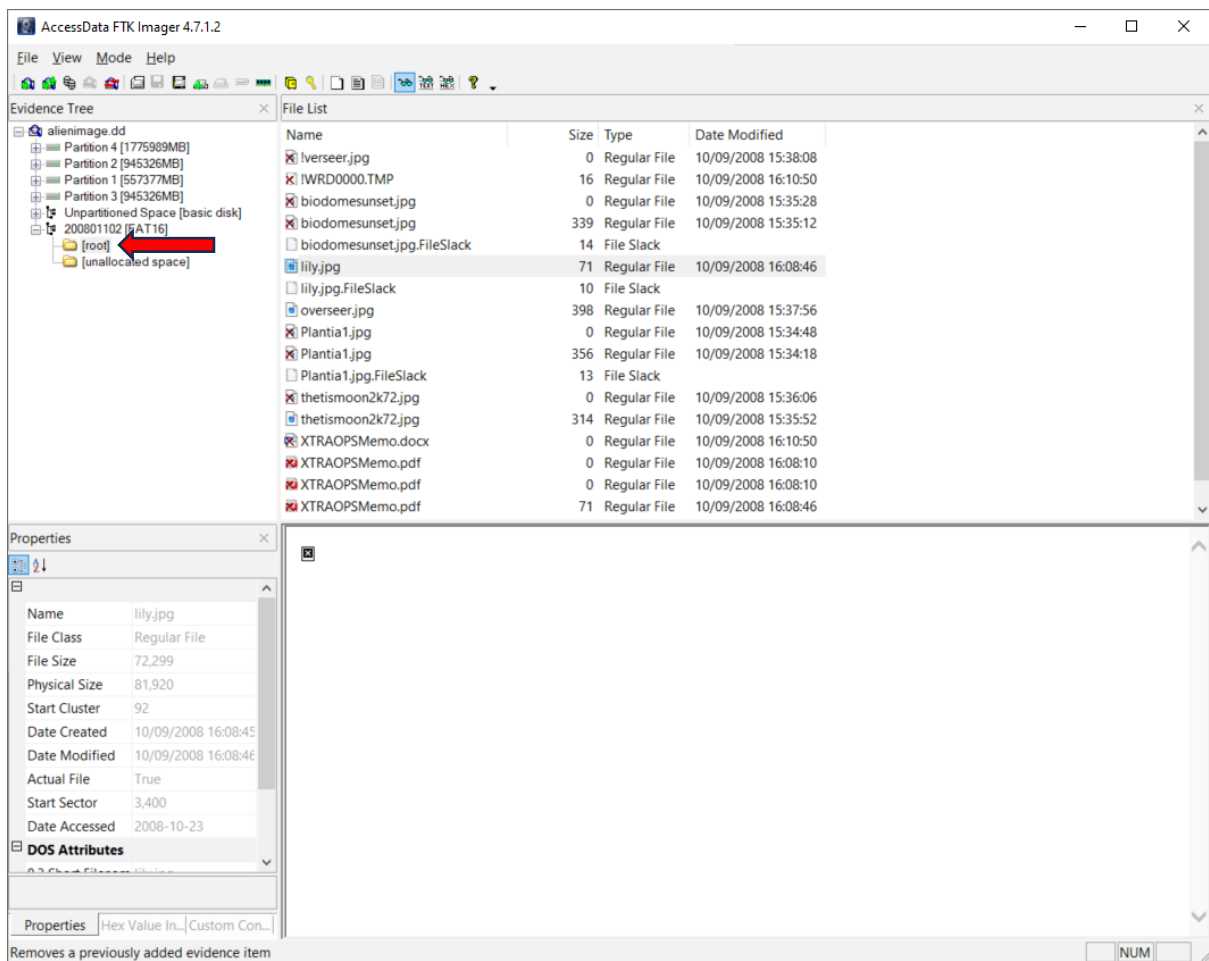 AccessData FTK Imager 4.7.1.2
File View Mode Help
Evidence Tree
alienimage.dd
Partition 4 [1775989MB]
Partition 2 [945326MB]
Partition 1 [557377MB]
Partition 3 [945326MB]
Unpartitioned Space [basic disk]
200801102 [FAT16]
[root]
[unallocated space]
File List
Name Size Type Date Modified
!verseer.jpg 0 Regular File 10/09/2008 15:38:08
!WRD0000.TMP 16 Regular File 10/09/2008 16:10:50
biodomesunset.jpg 0 Regular File 10/09/2008 15:35:28
biodomesunset.jpg 339 Regular File 10/09/2008 15:35:12
biodomesunset.jpg.FileSlack 14 File Slack
lily.jpg 71 Regular File 10/09/2008 16:08:46
lily.jpg.FileSlack 10 File Slack
overseer.jpg 398 Regular File 10/09/2008 15:37:56
Plantia1.jpg 0 Regular File 10/09/2008 15:34:48
Plantia1.jpg 356 Regular File 10/09/2008 15:34:18
Plantia1.jpg.FileSlack 13 File Slack
thetismoon2k72.jpg 0 Regular File 10/09/2008 15:36:06
thetismoon2k72.jpg 314 Regular File 10/09/2008 15:35:52
XTRAOPSMemo.docx 0 Regular File 10/09/2008 16:10:50
XTRAOPSMemo.pdf 0 Regular File 10/09/2008 16:08:10
XTRAOPSMemo.pdf 0 Regular File 10/09/2008 16:08:10
XTRAOPSMemo.pdf 71 Regular File 10/09/2008 16:08:46
Properties
Name lily.jpg
File Class Regular File
File Size 72,299
Physical Size 81,920
Start Cluster 92
Date Created 10/09/2008 16:08:45
Date Modified 10/09/2008 16:08:46
Actual File True
Start Sector 3,400
Date Accessed 2008-10-23
DOS Attributes
Properties Hex Value In... Custom Con...
Removes a previously added evidence item
NUM